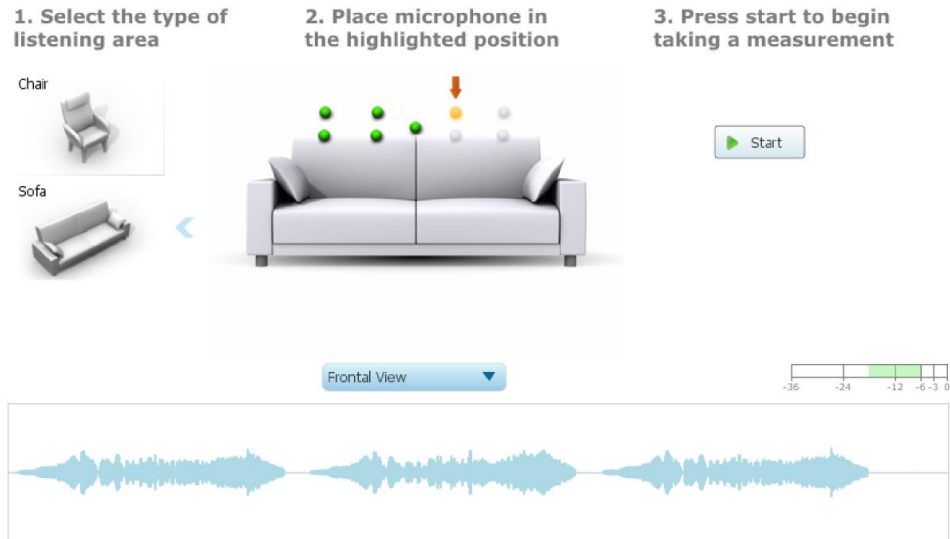 1. Select the type of
listening area
2. Place microphone in
the highlighted position
3. Press start to begin
taking a measurement
Chair
Sofa
Start
Frontal View
-36 -24 -12 -6 -3 0